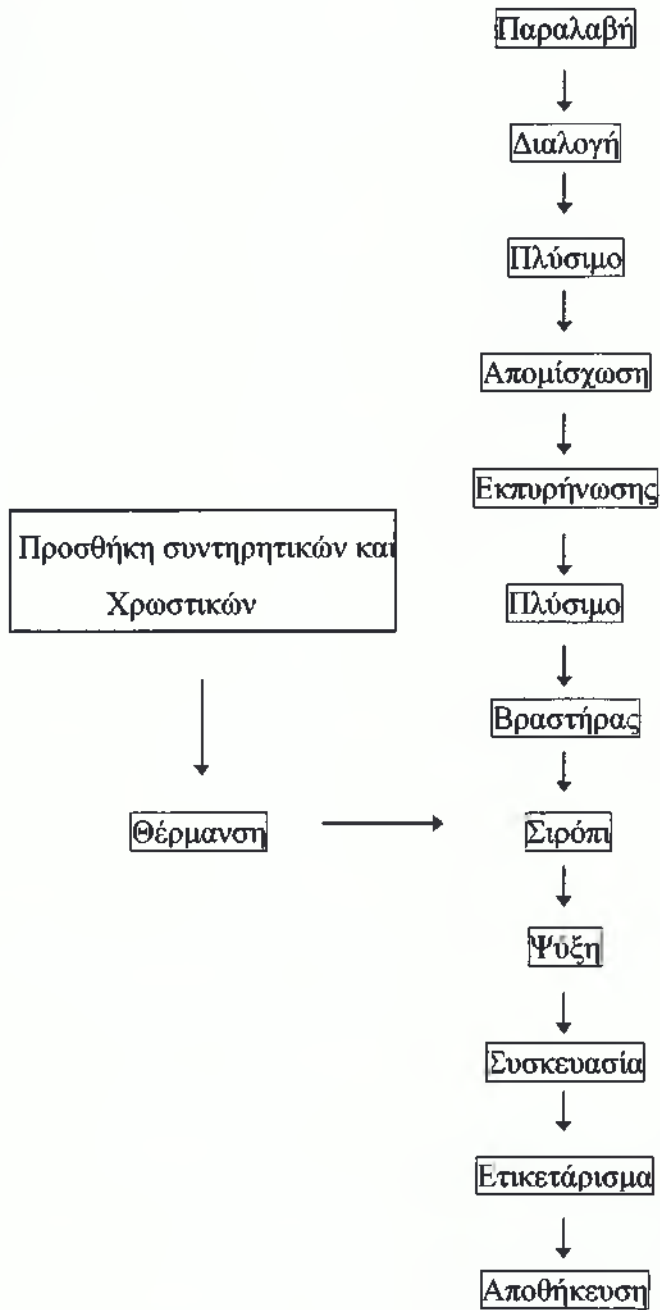 Παραλαβή
Διαλογή
Πλύσιμο
Απομίσχωση
Εκπυρήνωσης
Προσθήκη συντηρητικών και
Χρωστικών
Πλύσιμο
Βραστήρας
Θέρμανση
Σιρόπι
Ψύξη
Συσκευασία
Ετικετάρισμα
Αποθήκευση